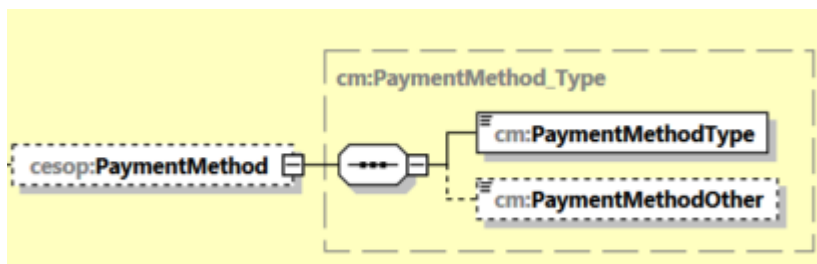 cm:PaymentMethod_Type
cm:PaymentMethodType
cesop:PaymentMethod
cm:PaymentMethodOther